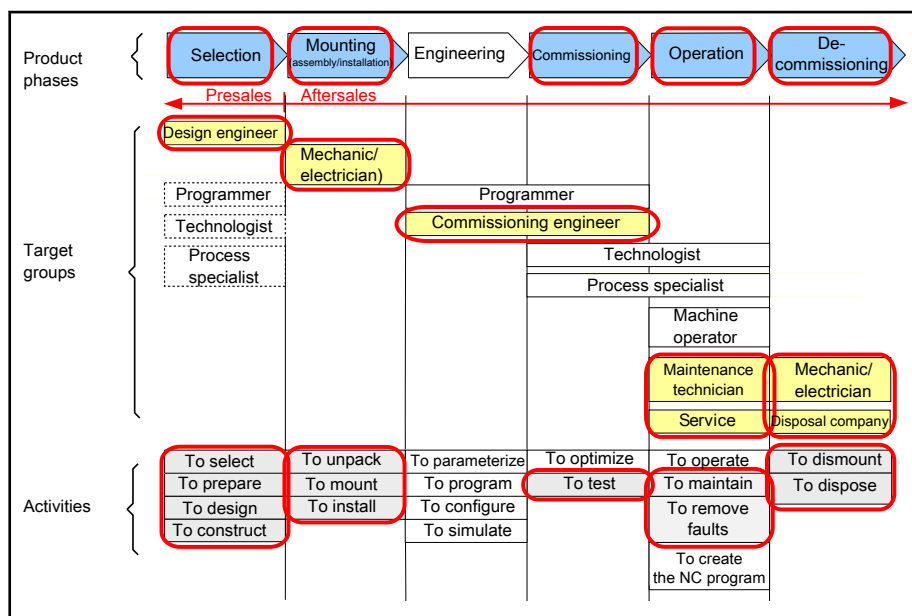 Product
phases
Selection
Mounting
assembly/installation
Engineering
Commissioning
Operation
De-
commissioning
Presales
Aftersales
Target
groups
Design engineer
Mechanic/
electrician)
Programmer
Programmer
Commissioning engineer
Technologist
Technologist
Process
specialist
Process specialist
Machine
operator
Maintenance
technician
Mechanic/
electrician
Service
Disposal company
Activities
To select
To unpack
To parameterize
To optimize
To operate
To dismount
To prepare
To mount
To program
To test
To maintain
To dispose
To design
To install
To configure
To remove
faults
To construct
To simulate
To create
the NC program